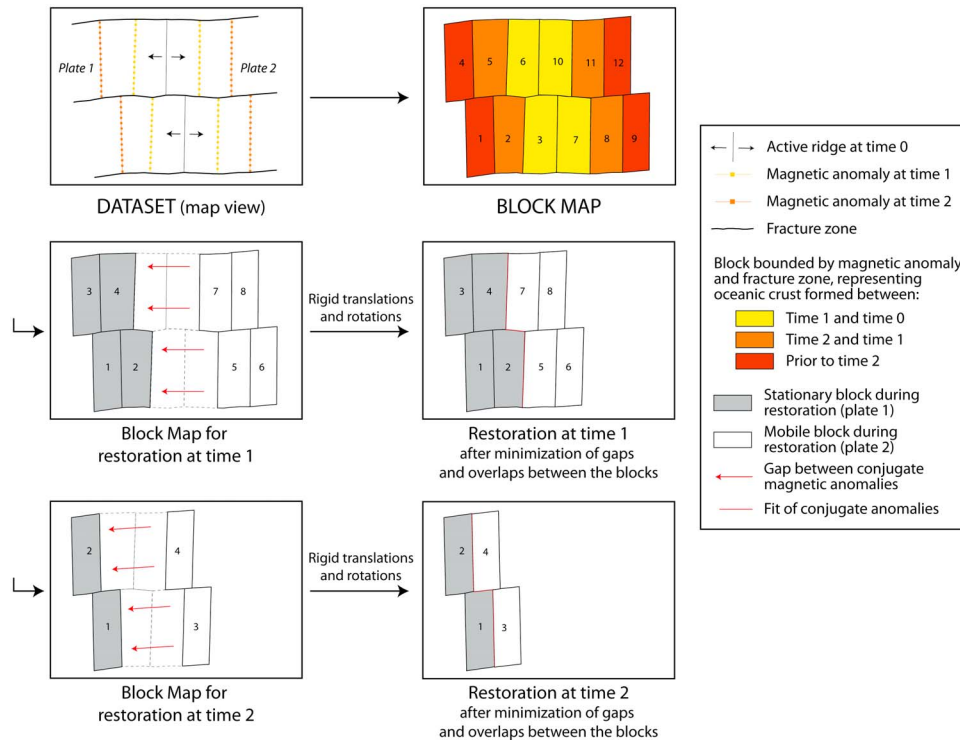 Plate 1
Plate 2
DATASET (map view)
4
5
6
10
11
12
1
2
3
7
8
9
BLOCK MAP
Active ridge at time 0
Magnetic anomaly at time 1
Magnetic anomaly at time 2
Fracture zone
Block bounded by magnetic anomaly
and fracture zone, representing
oceanic crust formed between:
Time 1 and time 0
Time 2 and time 1
Prior to time 2
Stationary block during
restoration (plate 1)
Mobile block during
restoration (plate 2)
Gap between conjugate
magnetic anomalies
Fit of conjugate anomalies
3
4
7
8
1
2
5
6
Block Map for
restoration at time 1
Rigid translations
and rotations
3
4
7
8
1
2
5
6
Restoration at time 1
after minimization of gaps
and overlaps between the blocks
2
4
1
3
Block Map for
restoration at time 2
Rigid translations
and rotations
2
4
1
3
Restoration at time 2
after minimization of gaps
and overlaps between the blocks